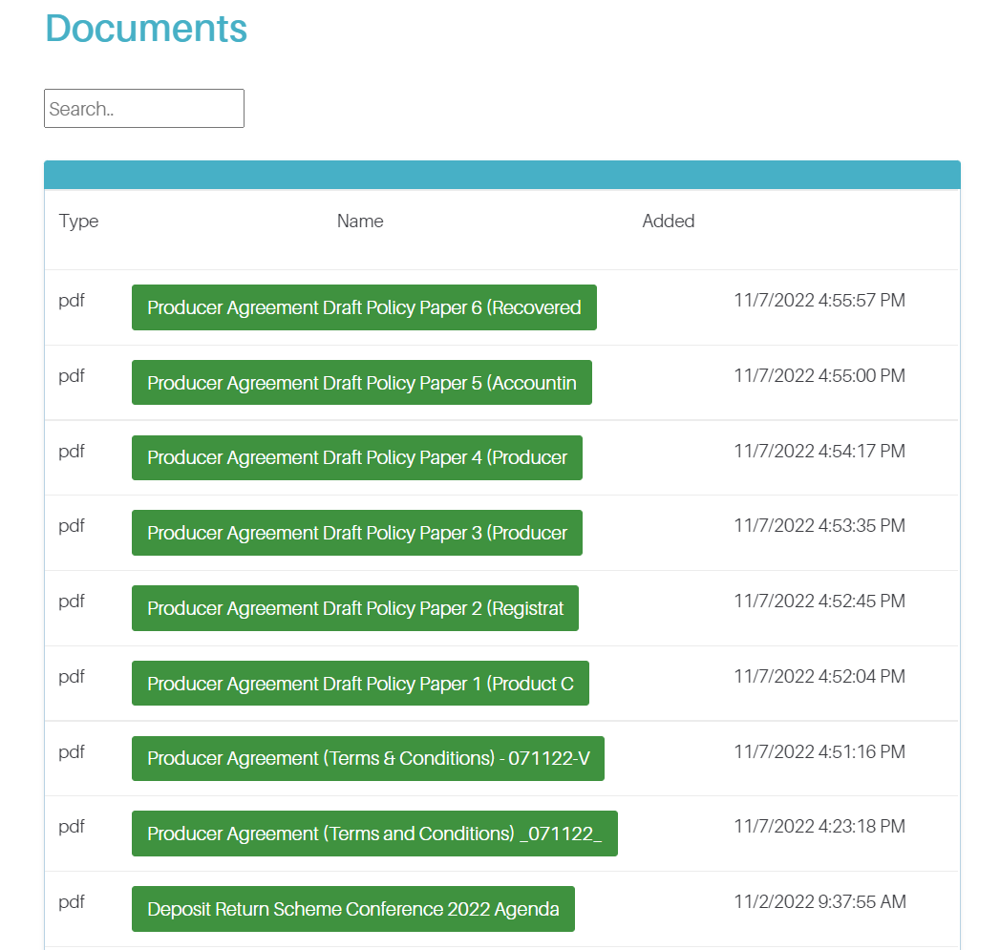 Documents
Search..
Type Name Added
pdf Producer Agreement Draft Policy Paper 6 (Recovered 11/7/2022 4:55:57 PM
pdf Producer Agreement Draft Policy Paper 5 (Accountin 11/7/2022 4:55:00 PM
pdf Producer Agreement Draft Policy Paper 4 (Producer 11/7/2022 4:54:17 PM
pdf Producer Agreement Draft Policy Paper 3 (Producer 11/7/2022 4:53:35 PM
pdf Producer Agreement Draft Policy Paper 2 (Registrat 11/7/2022 4:52:45 PM
pdf Producer Agreement Draft Policy Paper 1 (Product C 11/7/2022 4:52:04 PM
pdf Producer Agreement (Terms & Conditions) - 071122-V 11/7/2022 4:51:16 PM
pdf Producer Agreement (Terms and Conditions) _071122_ 11/7/2022 4:23:18 PM
pdf Deposit Return Scheme Conference 2022 Agenda 11/2/2022 9:37:55 AM